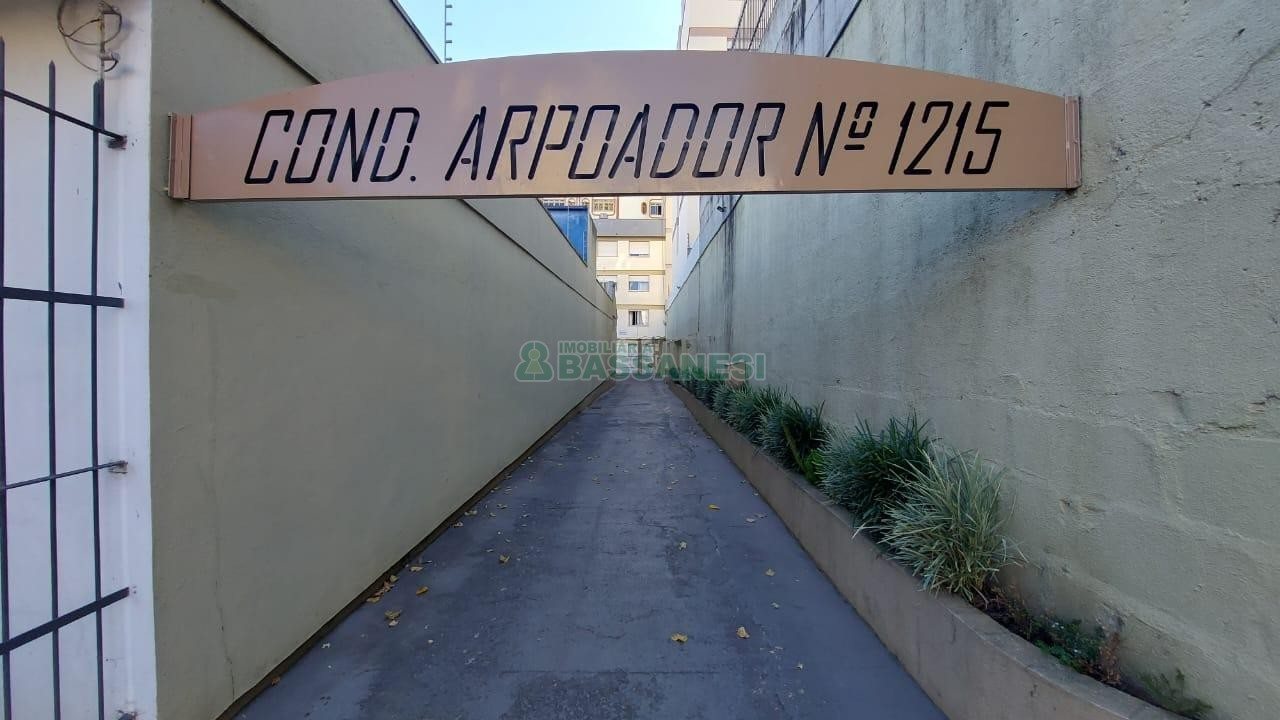 COND. ARPOADOR Nº 1215
IMOBILIÁRIA
BASSANESI